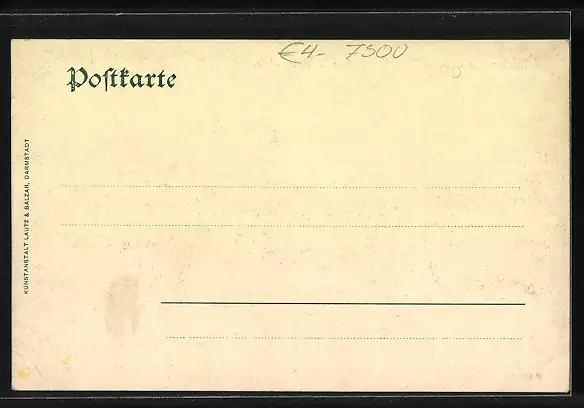 €4- 7500
Poſtkarte
KUNSTANSTALT LAUTZ & BALZAR, DARMSTADT